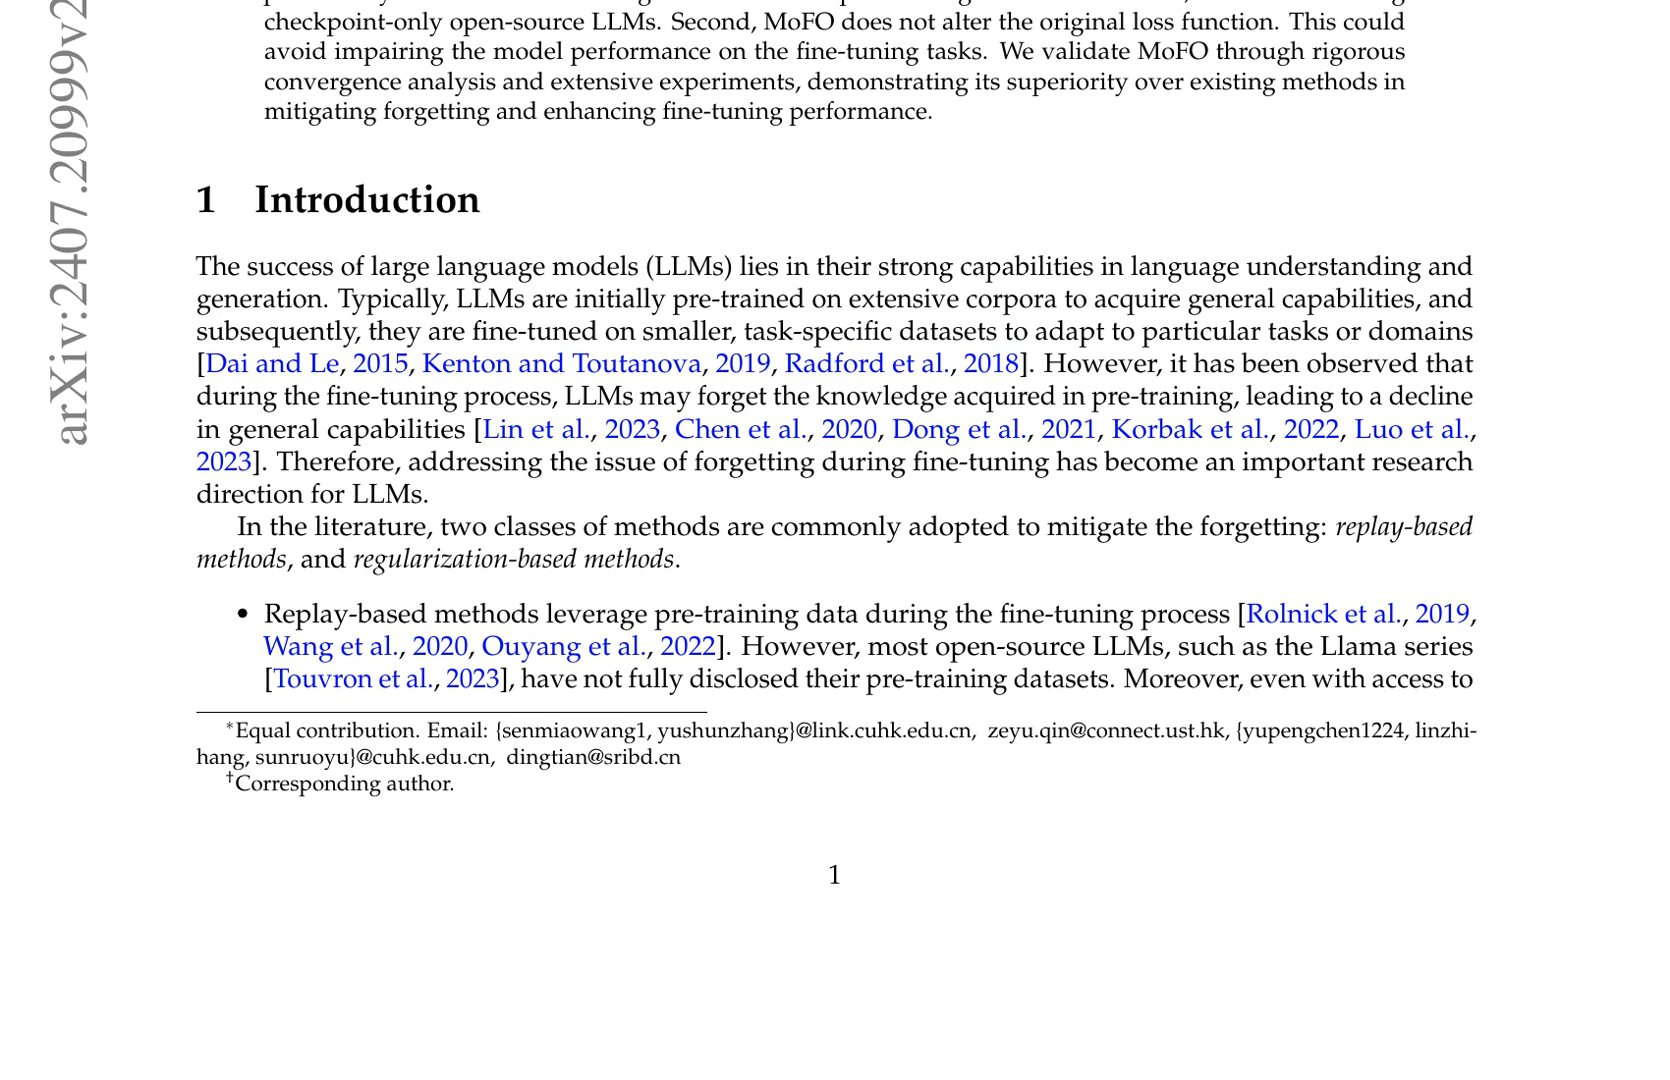 checkpoint-only open-source LLMs. Second, MoFO does not alter the original loss function. This could
avoid impairing the model performance on the fine-tuning tasks. We validate MoFO through rigorous
convergence analysis and extensive experiments, demonstrating its superiority over existing methods in
mitigating forgetting and enhancing fine-tuning performance.
1 Introduction
The success of large language models (LLMs) lies in their strong capabilities in language understanding and
generation. Typically, LLMs are initially pre-trained on extensive corpora to acquire general capabilities, and
subsequently, they are fine-tuned on smaller, task-specific datasets to adapt to particular tasks or domains
[Dai and Le, 2015, Kenton and Toutanova, 2019, Radford et al., 2018]. However, it has been observed that
during the fine-tuning process, LLMs may forget the knowledge acquired in pre-training, leading to a decline
in general capabilities [Lin et al., 2023, Chen et al., 2020, Dong et al., 2021, Korbak et al., 2022, Luo et al.,
2023]. Therefore, addressing the issue of forgetting during fine-tuning has become an important research
direction for LLMs.
In the literature, two classes of methods are commonly adopted to mitigate the forgetting: replay-based
methods, and regularization-based methods.
• Replay-based methods leverage pre-training data during the fine-tuning process [Rolnick et al., 2019,
Wang et al., 2020, Ouyang et al., 2022]. However, most open-source LLMs, such as the Llama series
[Touvron et al., 2023], have not fully disclosed their pre-training datasets. Moreover, even with access to
*Equal contribution. Email: {senmiaowang1, yushunzhang}@link.cuhk.edu.cn, zeyu.qin@connect.ust.hk, {yupengchen1224, linzhi-
hang, sunruoyu}@cuhk.edu.cn, dingtian@sribd.cn
†Corresponding author.
1
arXiv:2407.20999v2